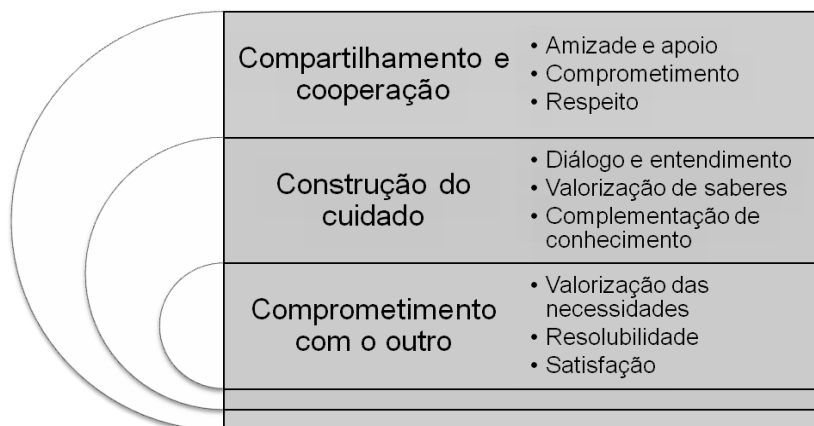 Compartilhamento e
cooperação
• Amizade e apoio
• Comprometimento
• Respeito
Construção do
cuidado
• Diálogo e entendimento
• Valorização de saberes
• Complementação de
conhecimento
Comprometimento
com o outro
• Valorização das
necessidades
• Resolubilidade
• Satisfação